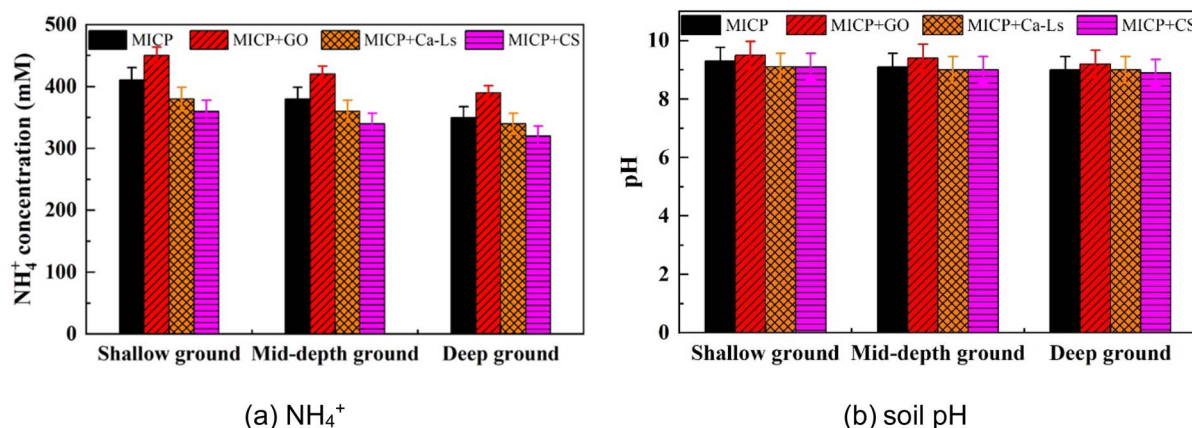 500
400
300
200
100
0
NH₄⁺ concentration (mM)
MICP MICP+GO MICP+Ca-Ls MICP+CS
Shallow ground Mid-depth ground Deep ground
(a) NH₄⁺
10
8
6
4
2
0
pH
MICP MICP+GO MICP+Ca-Ls MICP+CS
Shallow ground Mid-depth ground Deep ground
(b) soil pH